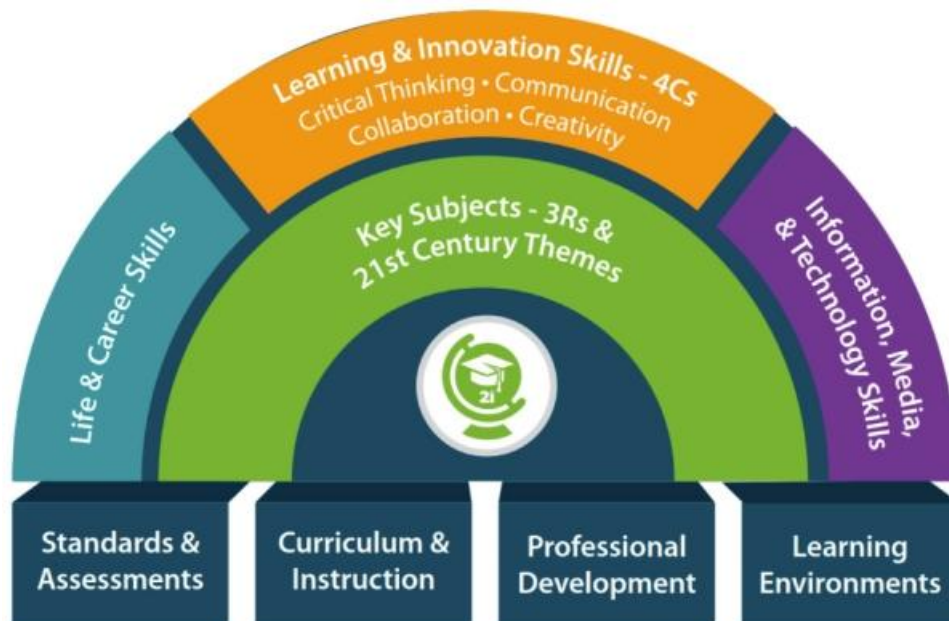 Learning & Innovation Skills - 4Cs
Critical Thinking • Communication
Collaboration • Creativity
Life & Career Skills
Key Subjects - 3Rs &
21st Century Themes
Information, Media,
& Technology Skills
2i
Standards &
Assessments
Curriculum &
Instruction
Professional
Development
Learning
Environments